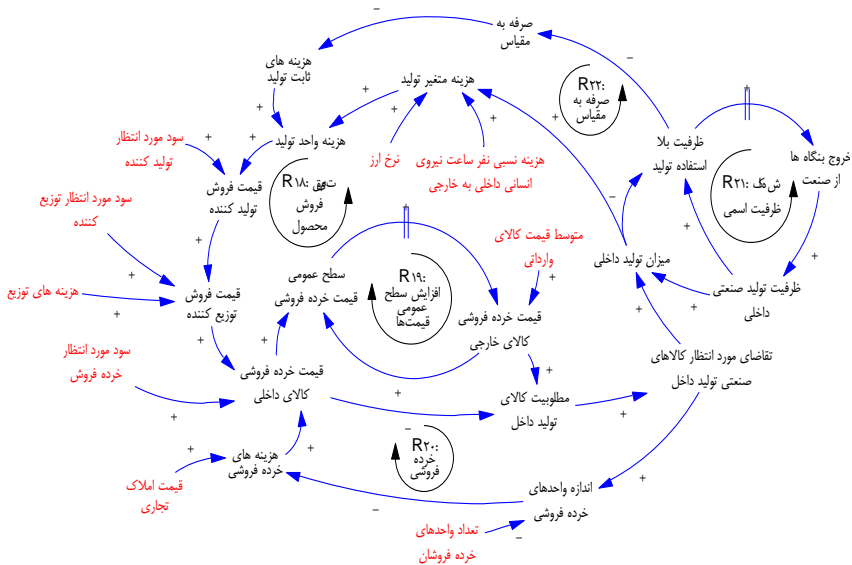 صرفه به
مقیاس
هزینه های
ثابت تولید
هزینه متغیر تولید
R۲۲:
صرفه به
مقیاس
ظرفیت بلا
استفاده تولید
خروج بنگاه ها
از صنعت
هزینه واحد تولید
سود مورد انتظار
تولید کننده
نرخ ارز
هزینه نسبی نفر ساعت نیروی
انسانی داخلی به خارجی
قیمت فروش
تولید کننده
R۱۸:
فروش
محصول
R۲۱:
ظرفیت اسمی
سود مورد انتظار توزیع
کننده
متوسط قیمت کالای
وارداتی
میزان تولید داخلی
سطح عمومی
قیمت خرده فروشی
R۱۹:
افزایش سطح
عمومی
قیمت‌ها
ظرفیت تولید صنعتی
داخلی
هزینه های توزیع
قیمت فروش
توزیع کننده
قیمت خرده فروشی
کالای خارجی
سود مورد انتظار
خرده فروش
قیمت خرده فروشی
کالای داخلی
تقاضای مورد انتظار کالاهای
صنعتی تولید داخل
مطلوبیت کالای
تولید داخل
R۲۰:
خرده
فروشی
هزینه های
خرده فروشی
قیمت املاک
تجاری
اندازه واحدهای
خرده فروشی
تعداد واحدهای
خرده فروشان